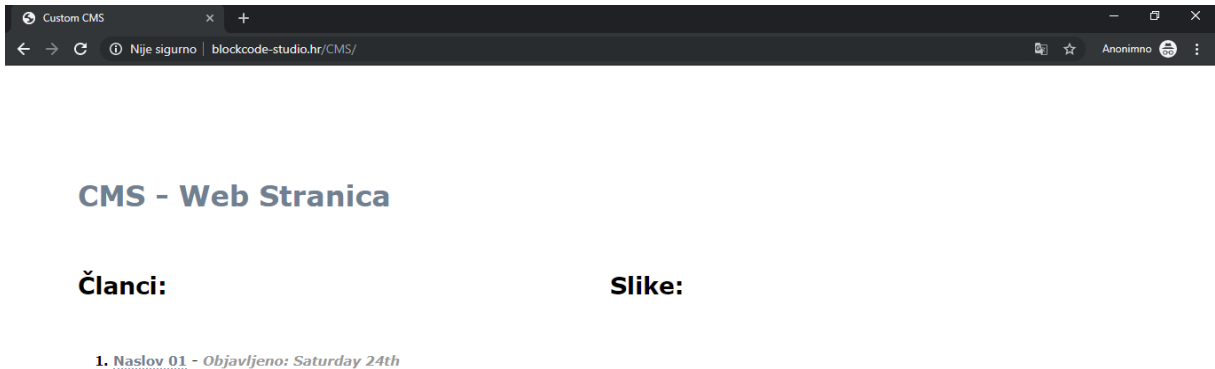 Custom CMS
Nije sigurno | blockcode-studio.hr/CMS/ Anonimno
CMS - Web Stranica
Članci:
Slike:
1. Naslov 01 - Objavljeno: Saturday 24th